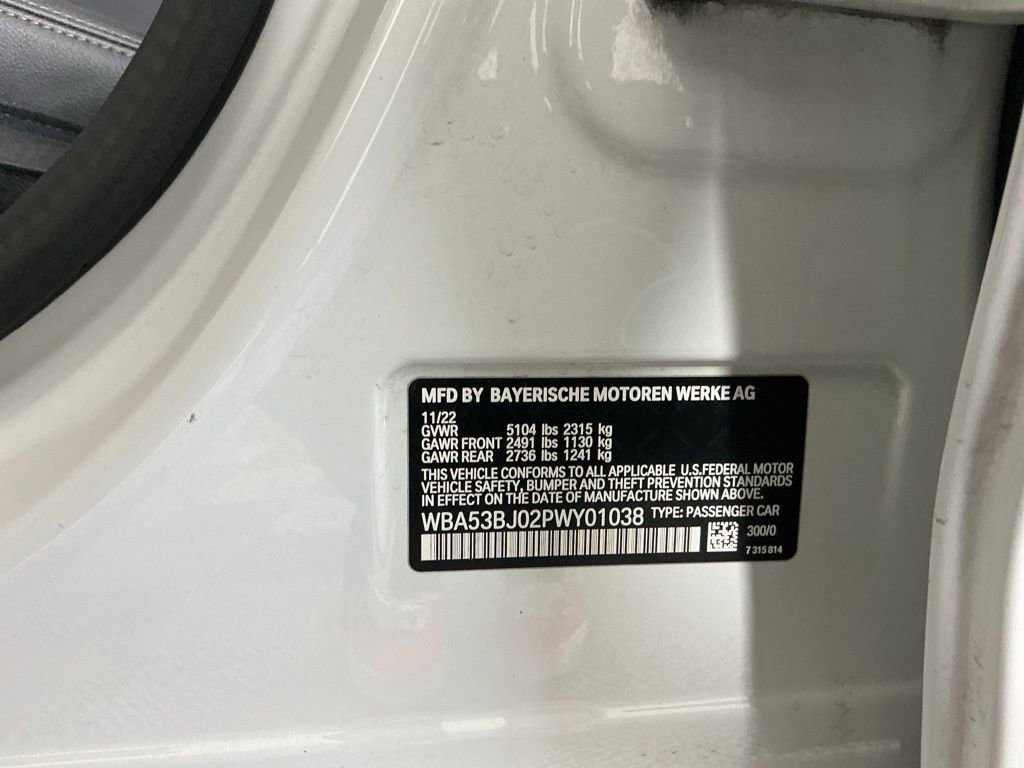 MFD BY BAYERISCHE MOTOREN WERKE AG
11/22
GVWR 5104 lbs 2315 kg
GAWR FRONT 2491 lbs 1130 kg
GAWR REAR 2736 lbs 1241 kg
THIS VEHICLE CONFORMS TO ALL APPLICABLE U.S.FEDERAL MOTOR
VEHICLE SAFETY, BUMPER AND THEFT PREVENTION STANDARDS
IN EFFECT ON THE DATE OF MANUFACTURE SHOWN ABOVE.
WBA53BJ02PWY01038 TYPE: PASSENGER CAR
300/0
7 315 814